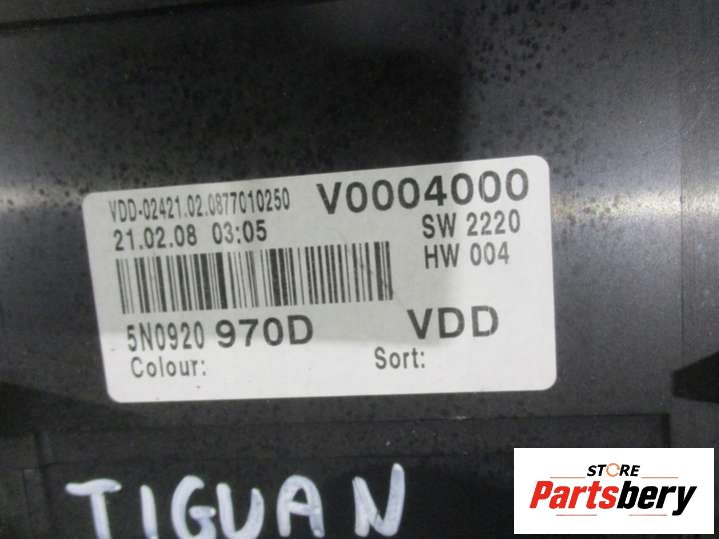 VDD-02421.02.0877010250 V0004000
21.02.08 03:05 SW 2220
HW 004
5N0920 970D VDD
Colour: Sort:
TIGUAN
STORE
Partsbery